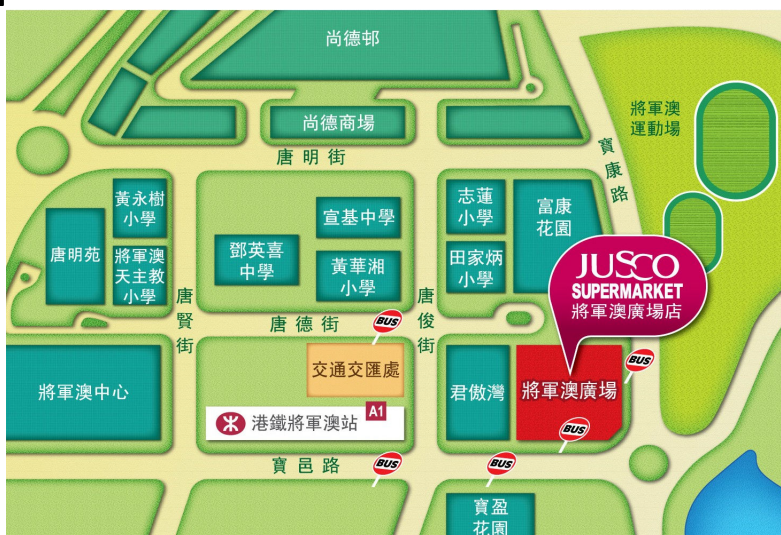 尚德邨
尚德商場
將軍澳
運動場
唐明街
寶康路
黃永樹
小學
宣基中學
志蓮
小學
富康
花園
唐明苑
鄧英喜
中學
將軍澳
天主教
小學
黃華湘
小學
田家炳
小學
JUSCO
SUPERMARKET
將軍澳廣場店
唐賢街
唐德街
BUS
唐俊街
交通交匯處
BUS
將軍澳中心
君傲灣
將軍澳廣場
A1
港鐵將軍澳站
BUS
寶邑路
BUS
BUS
寶盈
花園